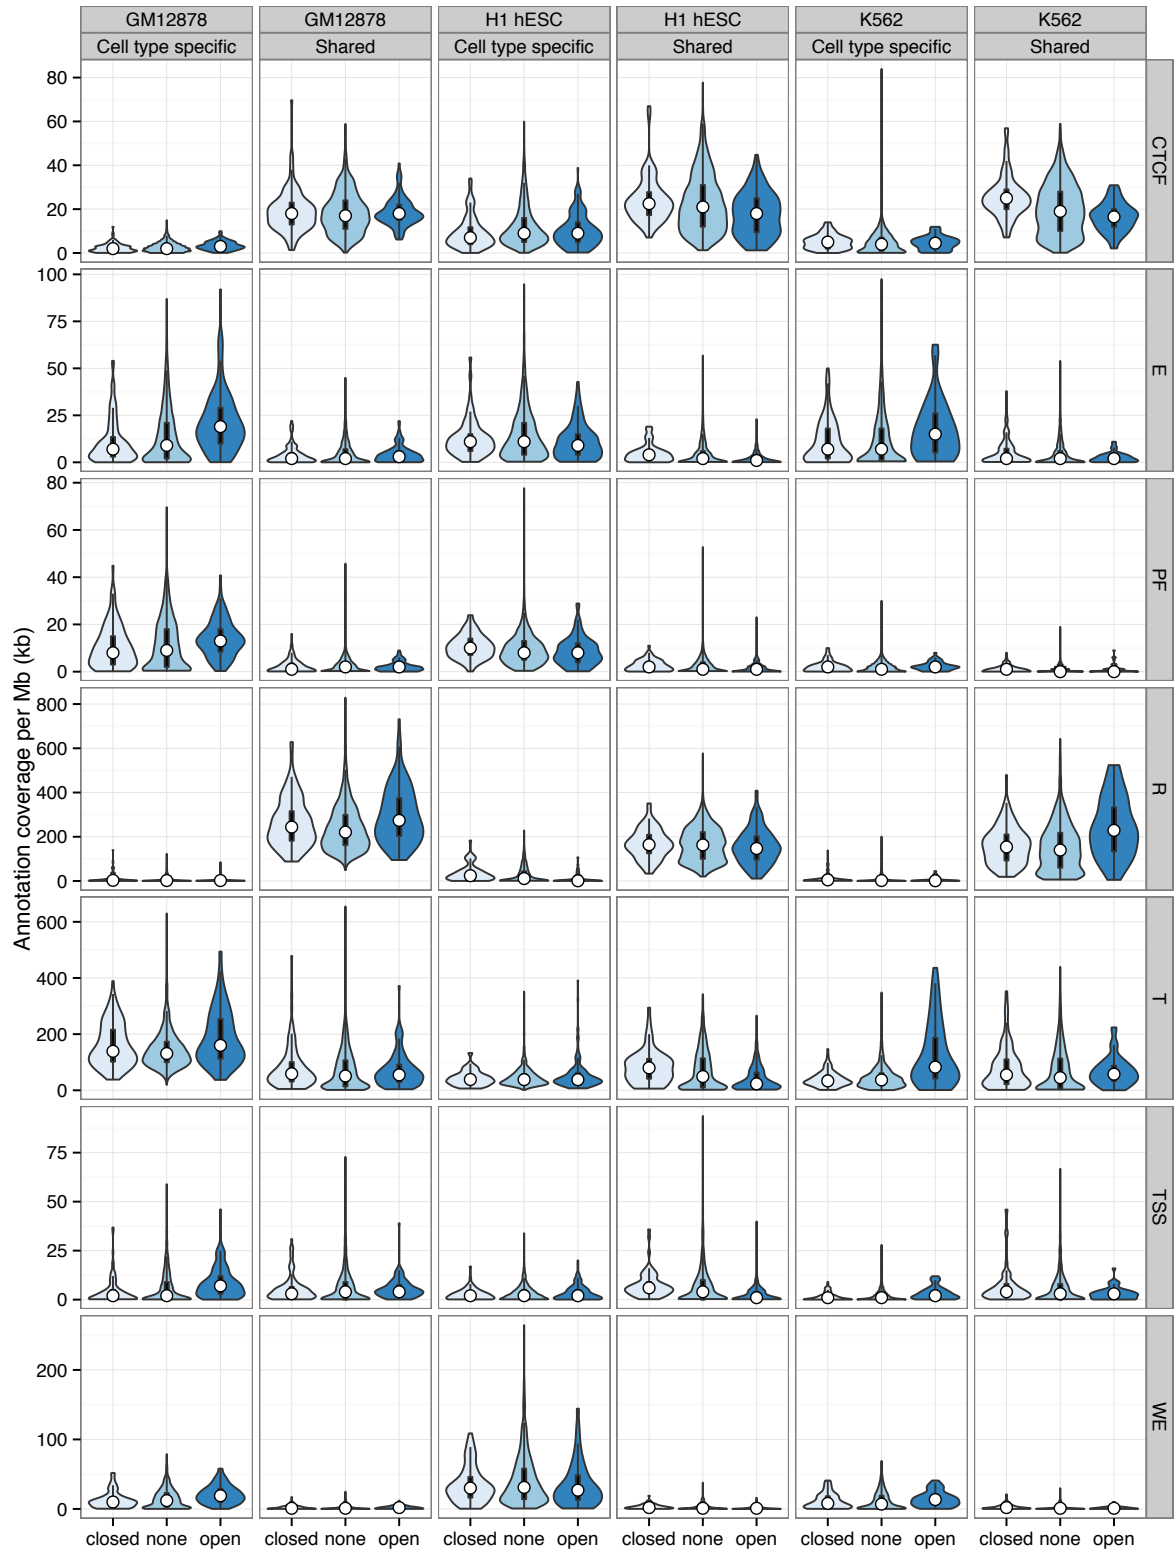 GM12878 GM12878 H1 hESC H1 hESC K562 K562
Cell type specific Shared Cell type specific Shared Cell type specific Shared
Annotation coverage per Mb (kb)
80
60
40
20
0
CTCF
100
75
50
25
0
E
80
60
40
20
0
PF
800
600
400
200
0
R
600
400
200
0
T
75
50
25
0
TSS
200
100
0
WE
closed none open closed none open closed none open closed none open closed none open closed none open